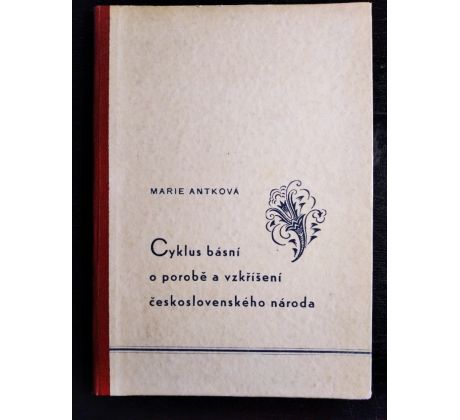 MARIE ANTKOVÁ
Cyklus básní
o porobě a vzkříšení
československého národa